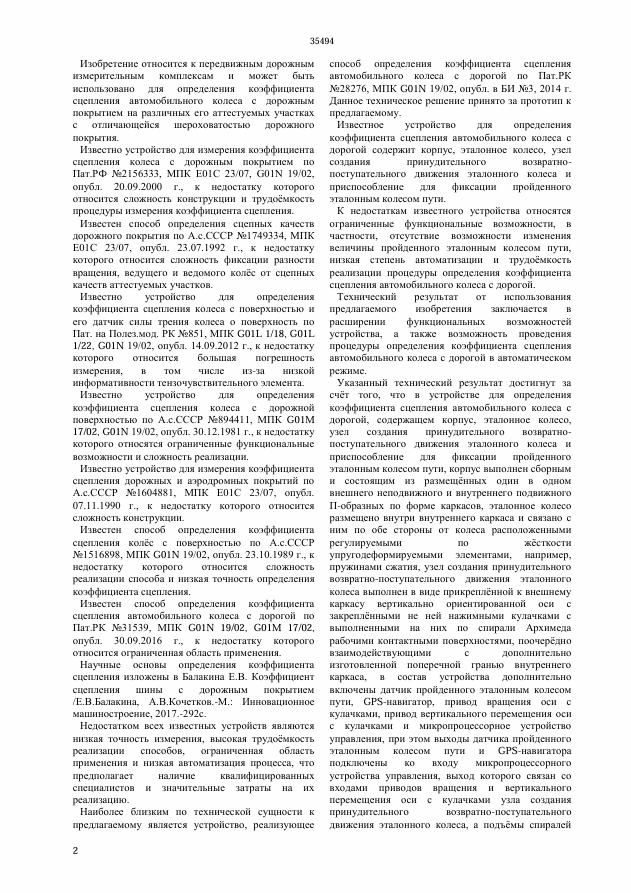 35494
Изобретение относится к передвижным дорожным
измерительным комплексам и может быть
использовано для определения коэффициента
сцепления автомобильного колеса с дорожным
покрытием на различных его аттестуемых участках
с отличающейся шероховатостью дорожного
покрытия.
Известно устройство для измерения коэффициента
сцепления колеса с дорожным покрытием по
Пат.РФ №2156333, МПК E01C 23/07, G01N 19/02,
опубл. 20.09.2000 г., к недостатку которого
относится сложность конструкции и трудоёмкость
процедуры измерения коэффициента сцепления.
Известен способ определения сцепных качеств
дорожного покрытия по А.с.СССР №1749334, МПК
E01C 23/07, опубл. 23.07.1992 г., к недостатку
которого относится сложность фиксации разности
вращения, ведущего и ведомого колёс от сцепных
качеств аттестуемых участков.
Известно устройство для определения
коэффициента сцепления колеса с поверхностью и
его датчик силы трения колеса о поверхность по
Пат. на Полез.мод. РК №851, МПК G01L 1/18, G01L
1/22, G01N 19/02, опубл. 14.09.2012 г., к недостатку
которого относится большая погрешность
измерения, в том числе из-за низкой
информативности тензочувствительного элемента.
Известно устройство для определения
коэффициента сцепления колеса с дорожной
поверхностью по А.с.СССР №894411, МПК G01M
17/02, G01N 19/02, опубл. 30.12.1981 г., к недостатку
которого относятся ограниченные функциональные
возможности и сложность реализации.
Известно устройство для измерения коэффициента
сцепления дорожных и аэродромных покрытий по
А.с.СССР №1604881, МПК E01C 23/07, опубл.
07.11.1990 г., к недостатку которого относится
сложность конструкции.
Известен способ определения коэффициента
сцепления колёс с поверхностью по А.с.СССР
№1516898, МПК G01N 19/02, опубл. 23.10.1989 г., к
недостатку которого относится сложность
реализации способа и низкая точность определения
коэффициента сцепления.
Известен способ определения коэффициента
сцепления автомобильного колеса с дорогой по
Пат.РК №31539, МПК G01N 19/02, G01M 17/02,
опубл. 30.09.2016 г., к недостатку которого
относится ограниченная область применения.
Научные основы определения коэффициента
сцепления изложены в Балакина Е.В. Коэффициент
сцепления шины с дорожным покрытием
/Е.В.Балакина, А.В.Кочетков.-М.: Инновационное
машиностроение, 2017.-292с.
Недостатком всех известных устройств являются
низкая точность измерения, высокая трудоёмкость
реализации способов, ограниченная область
применения и низкая автоматизация процесса, что
предполагает наличие квалифицированных
специалистов и значительные затраты на их
реализацию.
Наиболее близким по технической сущности к
предлагаемому является устройство, реализующее
способ определения коэффициента сцепления
автомобильного колеса с дорогой по Пат.РК
№28276, МПК G01N 19/02, опубл. в БИ №3, 2014 г.
Данное техническое решение принято за прототип к
предлагаемому.
Известное устройство для определения
коэффициента сцепления автомобильного колеса с
дорогой содержит корпус, эталонное колесо, узел
создания принудительного возвратно-
поступательного движения эталонного колеса и
приспособление для фиксации пройденного
эталонным колесом пути.
К недостаткам известного устройства относятся
ограниченные функциональные возможности, в
частности, отсутствие возможности изменения
величины пройденного эталонным колесом пути,
низкая степень автоматизации и трудоёмкость
реализации процедуры определения коэффициента
сцепления автомобильного колеса с дорогой.
Технический результат от использования
предлагаемого изобретения заключается в
расширении функциональных возможностей
устройства, а также возможность проведения
процедуры определения коэффициента сцепления
автомобильного колеса с дорогой в автоматическом
режиме.
Указанный технический результат достигнут за
счёт того, что в устройстве для определения
коэффициента сцепления автомобильного колеса с
дорогой, содержащем корпус, эталонное колесо,
узел создания принудительного возвратно-
поступательного движения эталонного колеса и
приспособление для фиксации пройденного
эталонным колесом пути, корпус выполнен сборным
и состоящим из размещённых один в одном
внешнего неподвижного и внутреннего подвижного
П-образных по форме каркасов, эталонное колесо
размещено внутри внутреннего каркаса и связано с
ним по обе стороны от колеса расположенными
регулируемыми по жёсткости
упругодеформируемыми элементами, например,
пружинами сжатия, узел создания принудительного
возвратно-поступательного движения эталонного
колеса выполнен в виде прикреплённой к внешнему
каркасу вертикально ориентированной оси с
закреплёнными не ней нажимными кулачками с
выполненными на них по спирали Архимеда
рабочими контактными поверхностями, поочерёдно
взаимодействующими с дополнительно
изготовленной поперечной гранью внутреннего
каркаса, в состав устройства дополнительно
включены датчик пройденного эталонным колесом
пути, GPS-навигатор, привод вращения оси с
кулачками, привод вертикального перемещения оси
с кулачками и микропроцессорное устройство
управления, при этом выходы датчика пройденного
эталонным колесом пути и GPS-навигатора
подключены ко входу микропроцессорного
устройства управления, выход которого связан со
входами приводов вращения и вертикального
перемещения оси с кулачками узла создания
принудительного возвратно-поступательного
движения эталонного колеса, а подъёмы спиралей
2